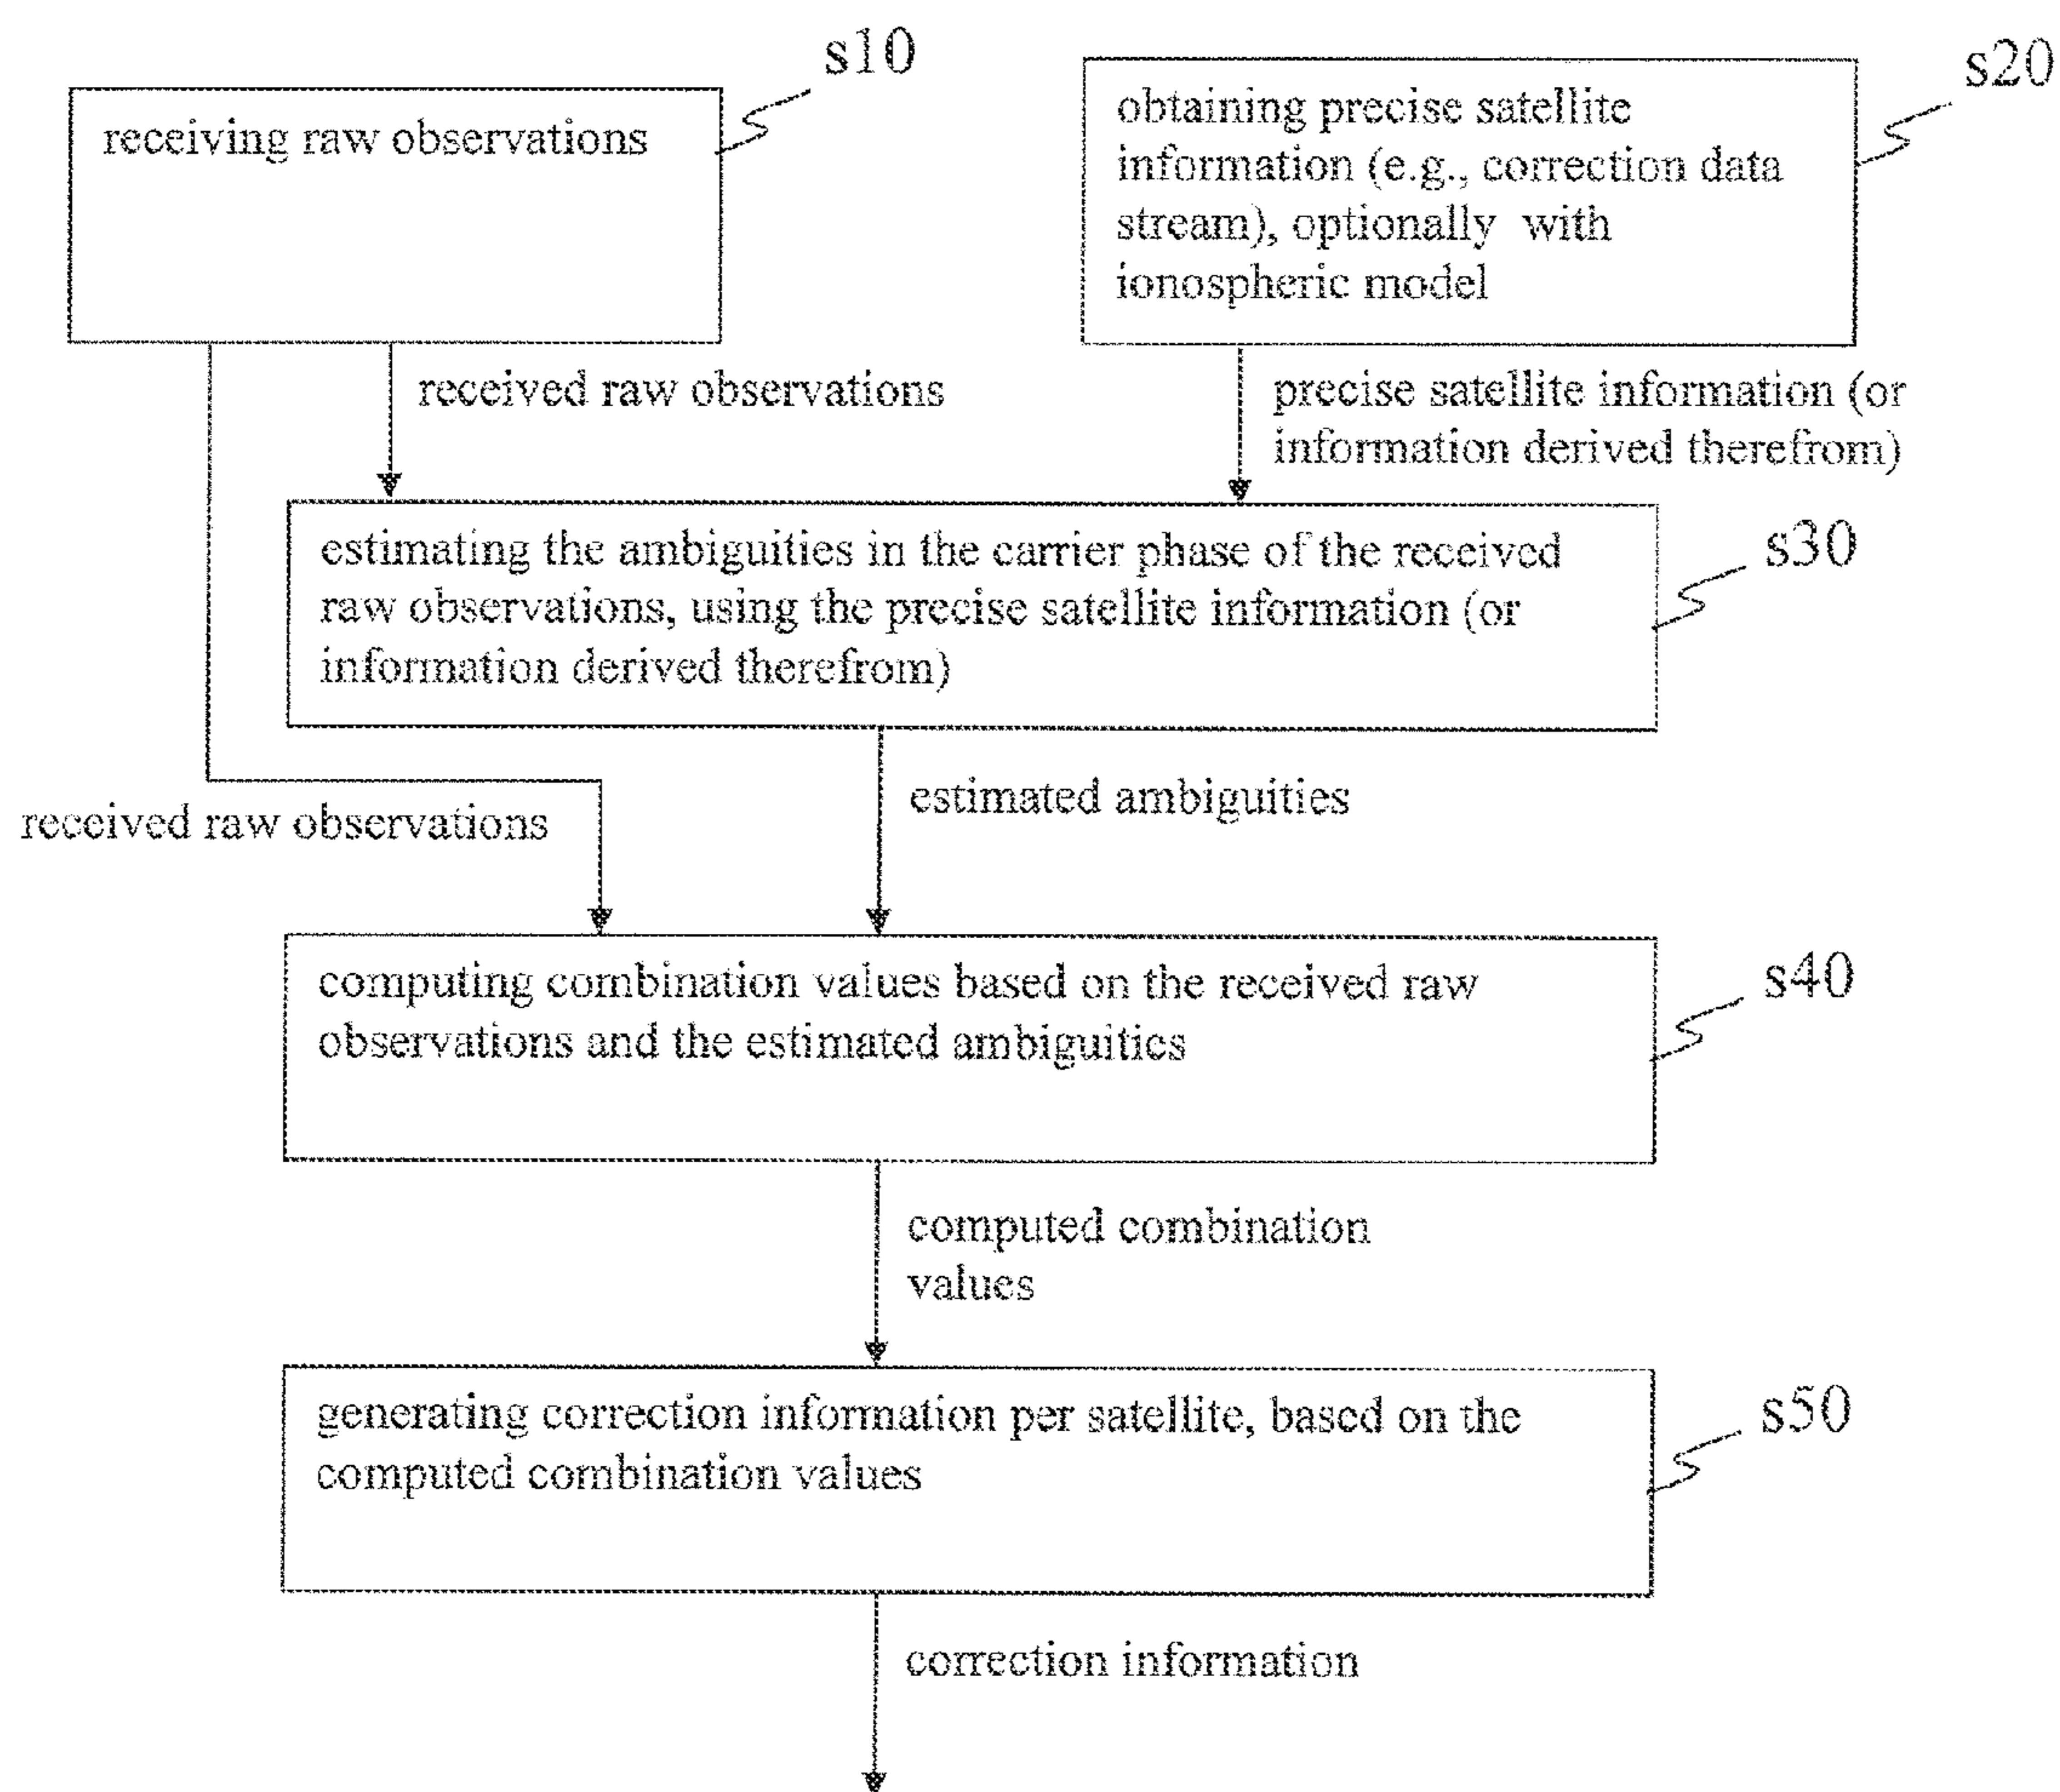 s10
receiving raw observations
s20
obtaining precise satellite
information (e.g., correction data
stream), optionally with
ionospheric model
received raw observations
precise satellite information (or
information derived therefrom)
s30
estimating the ambiguities in the carrier phase of the received
raw observations, using the precise satellite information (or
information derived therefrom)
received raw observations
estimated ambiguities
s40
computing combination values based on the received raw
observations and the estimated ambiguities
computed combination
values
s50
generating correction information per satellite, based on the
computed combination values
correction information